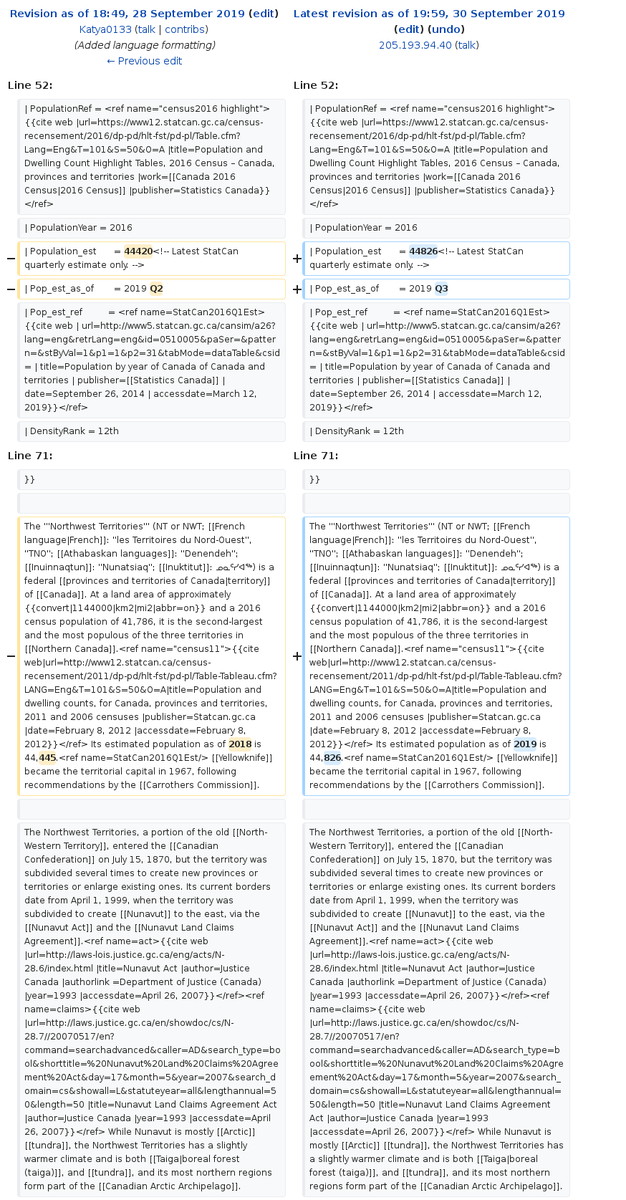 Revision as of 18:49, 28 September 2019 (edit)
Katya0133 (talk | contribs)
(Added language formatting)
← Previous edit
Latest revision as of 19:59, 30 September 2019
(edit) (undo)
205.193.94.40 (talk)
Line 52:
Line 52:
| PopulationRef = <ref name="census2016 highlight">
{{cite web |url=https://www12.statcan.gc.ca/census-
recensement/2016/dp-pd/hlt-fst/pd-pl/Table.cfm?
Lang=Eng&T=101&S=50&O=A |title=Population and
Dwelling Count Highlight Tables, 2016 Census – Canada,
provinces and territories |work=[[Canada 2016
Census|2016 Census]] |publisher=Statistics Canada}}
</ref>
| PopulationRef = <ref name="census2016 highlight">
{{cite web |url=https://www12.statcan.gc.ca/census-
recensement/2016/dp-pd/hlt-fst/pd-pl/Table.cfm?
Lang=Eng&T=101&S=50&O=A |title=Population and
Dwelling Count Highlight Tables, 2016 Census – Canada,
provinces and territories |work=[[Canada 2016
Census|2016 Census]] |publisher=Statistics Canada}}
</ref>
| PopulationYear = 2016
| PopulationYear = 2016
− | Population_est = 44420<!-- Latest StatCan
quarterly estimate only. -->
+ | Population_est = 44826<!-- Latest StatCan
quarterly estimate only. -->
− | Pop_est_as_of = 2019 Q2
+ | Pop_est_as_of = 2019 Q3
| Pop_est_ref = <ref name=StatCan2016Q1Est>
{{cite web | url=http://www5.statcan.gc.ca/cansim/a26?
lang=eng&retrLang=eng&id=0510005&paSer=&patter
n=&stByVal=1&p1=1&p2=31&tabMode=dataTable&csid
= | title=Population by year of Canada of Canada and
territories | publisher=[[Statistics Canada]] |
date=September 26, 2014 | accessdate=March 12,
2019}}</ref>
| Pop_est_ref = <ref name=StatCan2016Q1Est>
{{cite web | url=http://www5.statcan.gc.ca/cansim/a26?
lang=eng&retrLang=eng&id=0510005&paSer=&patter
n=&stByVal=1&p1=1&p2=31&tabMode=dataTable&csid
= | title=Population by year of Canada of Canada and
territories | publisher=[[Statistics Canada]] |
date=September 26, 2014 | accessdate=March 12,
2019}}</ref>
| DensityRank = 12th
| DensityRank = 12th
Line 71:
Line 71:
}}
}}
− The '''Northwest Territories''' (NT or NWT; [[French
language|French]]: ''les Territoires du Nord-Ouest'',
''TNO''; [[Athabaskan languages]]: ''Denendeh'';
[[Inuinnaqtun]]: ''Nunatsiaq''; [[Inuktitut]]: ᓄᓇᑦᓯᐊᖅ) is a
federal [[provinces and territories of Canada|territory]]
of [[Canada]]. At a land area of approximately
{{convert|1144000|km2|mi2|abbr=on}} and a 2016
census population of 41,786, it is the second-largest
and the most populous of the three territories in
[[Northern Canada]].<ref name="census11">{{cite
web|url=http://www12.statcan.ca/census-
recensement/2011/dp-pd/hlt-fst/pd-pl/Table-Tableau.cfm?
LANG=Eng&T=101&S=50&O=A|title=Population and
dwelling counts, for Canada, provinces and territories,
2011 and 2006 censuses |publisher=Statcan.gc.ca
|date=February 8, 2012 |accessdate=February 8,
2012}}</ref> Its estimated population as of 2018 is
44,445.<ref name=StatCan2016Q1Est/> [[Yellowknife]]
became the territorial capital in 1967, following
recommendations by the [[Carrothers Commission]].
+ The '''Northwest Territories''' (NT or NWT; [[French
language|French]]: ''les Territoires du Nord-Ouest'',
''TNO''; [[Athabaskan languages]]: ''Denendeh'';
[[Inuinnaqtun]]: ''Nunatsiaq''; [[Inuktitut]]: ᓄᓇᑦᓯᐊᖅ) is a
federal [[provinces and territories of Canada|territory]]
of [[Canada]]. At a land area of approximately
{{convert|1144000|km2|mi2|abbr=on}} and a 2016
census population of 41,786, it is the second-largest
and the most populous of the three territories in
[[Northern Canada]].<ref name="census11">{{cite
web|url=http://www12.statcan.ca/census-
recensement/2011/dp-pd/hlt-fst/pd-pl/Table-Tableau.cfm?
LANG=Eng&T=101&S=50&O=A|title=Population and
dwelling counts, for Canada, provinces and territories,
2011 and 2006 censuses |publisher=Statcan.gc.ca
|date=February 8, 2012 |accessdate=February 8,
2012}}</ref> Its estimated population as of 2019 is
44,826.<ref name=StatCan2016Q1Est/> [[Yellowknife]]
became the territorial capital in 1967, following
recommendations by the [[Carrothers Commission]].
The Northwest Territories, a portion of the old [[North-
Western Territory]], entered the [[Canadian
Confederation]] on July 15, 1870, but the territory was
subdivided several times to create new provinces or
territories or enlarge existing ones. Its current borders
date from April 1, 1999, when the territory was
subdivided to create [[Nunavut]] to the east, via the
[[Nunavut Act]] and the [[Nunavut Land Claims
Agreement]].<ref name=act>{{cite web
|url=http://laws-lois.justice.gc.ca/eng/acts/N-
28.6/index.html |title=Nunavut Act |author=Justice
Canada |authorlink =Department of Justice (Canada)
|year=1993 |accessdate=April 26, 2007}}</ref><ref
name=claims>{{cite web
|url=http://laws.justice.gc.ca/en/showdoc/cs/N-
28.7//20070517/en?
command=searchadvanced&caller=AD&search_type=bo
ol&shorttitle=%20Nunavut%20Land%20Claims%20Agre
ement%20Act&day=17&month=5&year=2007&search_d
omain=cs&showall=L&statuteyear=all&lengthannual=5
0&length=50 |title=Nunavut Land Claims Agreement Act
|author=Justice Canada |year=1993 |accessdate=April
26, 2007}}</ref> While Nunavut is mostly [[Arctic]]
[[tundra]], the Northwest Territories has a slightly
warmer climate and is both [[Taiga|boreal forest
(taiga)]], and [[tundra]], and its most northern regions
form part of the [[Canadian Arctic Archipelago]].
The Northwest Territories, a portion of the old [[North-
Western Territory]], entered the [[Canadian
Confederation]] on July 15, 1870, but the territory was
subdivided several times to create new provinces or
territories or enlarge existing ones. Its current borders
date from April 1, 1999, when the territory was
subdivided to create [[Nunavut]] to the east, via the
[[Nunavut Act]] and the [[Nunavut Land Claims
Agreement]].<ref name=act>{{cite web
|url=http://laws-lois.justice.gc.ca/eng/acts/N-
28.6/index.html |title=Nunavut Act |author=Justice
Canada |authorlink =Department of Justice (Canada)
|year=1993 |accessdate=April 26, 2007}}</ref><ref
name=claims>{{cite web
|url=http://laws.justice.gc.ca/en/showdoc/cs/N-
28.7//20070517/en?
command=searchadvanced&caller=AD&search_type=b
ool&shorttitle=%20Nunavut%20Land%20Claims%20Agre
ement%20Act&day=17&month=5&year=2007&search_
domain=cs&showall=L&statuteyear=all&lengthannual=
50&length=50 |title=Nunavut Land Claims Agreement
Act |author=Justice Canada |year=1993
|accessdate=April 26, 2007}}</ref> While Nunavut is
mostly [[Arctic]] [[tundra]], the Northwest Territories has
a slightly warmer climate and is both [[Taiga|boreal
forest (taiga)]], and [[tundra]], and its most northern
regions form part of the [[Canadian Arctic Archipelago]].